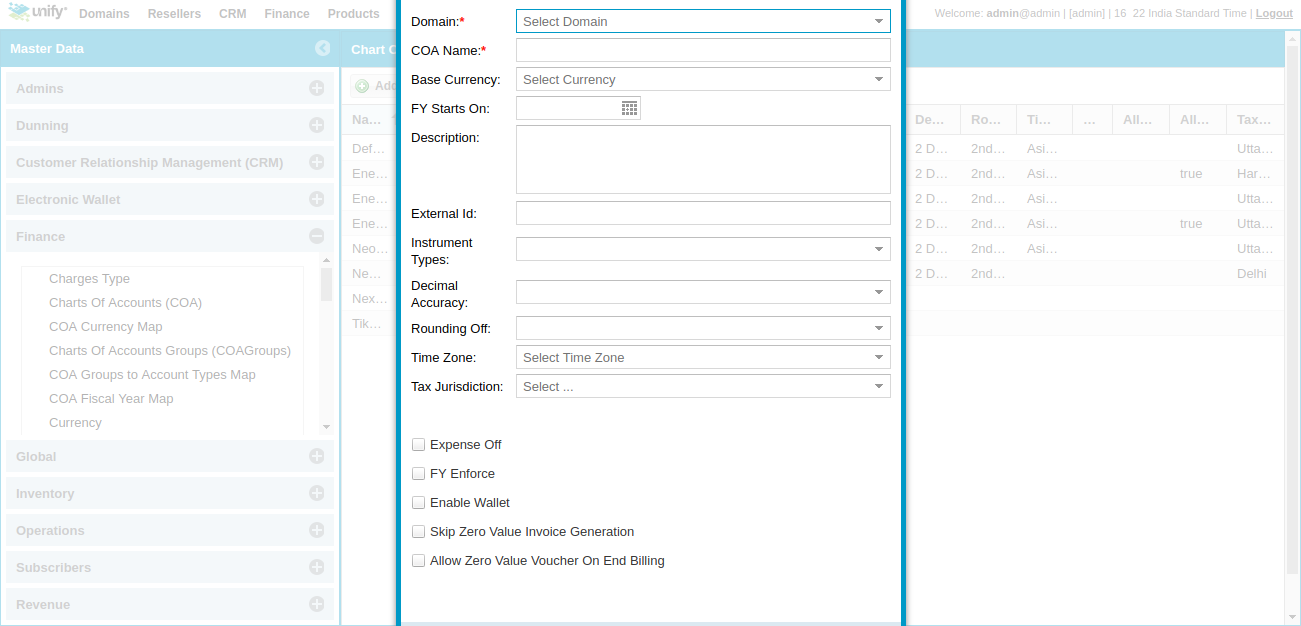 unify
Domains Resellers CRM Finance Products
Welcome: admin@admin | [admin] | 16 22 India Standard Time | Logout
Master Data
Admins
Dunning
Customer Relationship Management (CRM)
Electronic Wallet
Finance
Charges Type
Charts Of Accounts (COA)
COA Currency Map
Charts Of Accounts Groups (COAGroups)
COA Groups to Account Types Map
COA Fiscal Year Map
Currency
Global
Inventory
Operations
Subscribers
Revenue
Chart
Na...
Def...
Ene...
Ene...
Ene...
Neo...
Ne...
Nex...
Tik...
Domain:* Select Domain
COA Name:*
Base Currency: Select Currency
FY Starts On:
Description:
External Id:
Instrument
Types:
Decimal
Accuracy:
Rounding Off:
Time Zone: Select Time Zone
Tax Jurisdiction: Select ...
Expense Off
FY Enforce
Enable Wallet
Skip Zero Value Invoice Generation
Allow Zero Value Voucher On End Billing
De... Ro... Ti... ... All... All... Tax...
2 D... 2nd... Asi... Utta...
2 D... 2nd... Asi... true Har...
2 D... 2nd... Asi... Utta...
2 D... 2nd... Asi... true Utta...
2 D... 2nd... Asi... Utta...
2 D... 2nd... Delhi